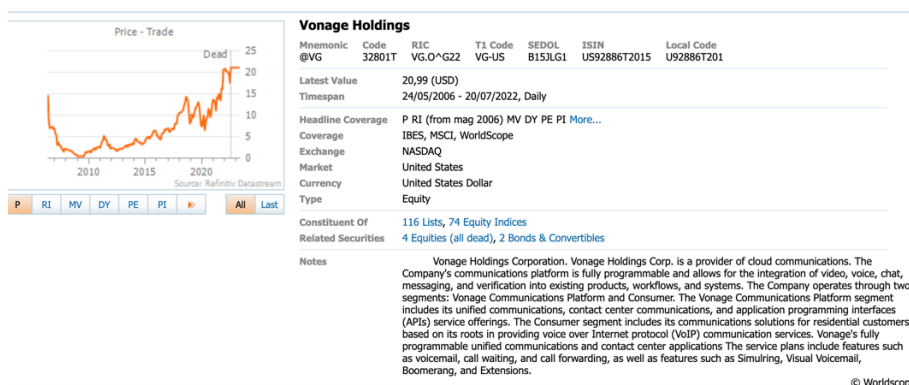 Price - Trade
Dead
25
20
15
10
5
0
2010 2015 2020
Source: Refinitiv Datastream
P RI MV DY PE PI All Last
Vonage Holdings
Mnemonic Code RIC T1 Code SEDOL ISIN Local Code
@VG 32801T VG.O^G22 VG-US B15JLG1 US92886T2015 U92886T201
Latest Value 20,99 (USD)
Timespan 24/05/2006 - 20/07/2022, Daily
Headline Coverage P RI (from mag 2006) MV DY PE PI More...
Coverage IBES, MSCI, WorldScope
Exchange NASDAQ
Market United States
Currency United States Dollar
Type Equity
Constituent Of 116 Lists, 74 Equity Indices
Related Securities 4 Equities (all dead), 2 Bonds & Convertibles
Notes Vonage Holdings Corporation. Vonage Holdings Corp. is a provider of cloud communications. The
Company's communications platform is fully programmable and allows for the integration of video, voice, chat,
messaging, and verification into existing products, workflows, and systems. The Company operates through two
segments: Vonage Communications Platform and Consumer. The Vonage Communications Platform segment
includes its unified communications, contact center communications, and application programming interfaces
(APIs) service offerings. The Consumer segment includes its communications solutions for residential customers
based on its roots in providing voice over Internet protocol (VoIP) communication services. Vonage's fully
programmable unified communications and contact center applications The service plans include features such
as voicemail, call waiting, and call forwarding, as well as features such as Simulring, Visual Voicemail,
Boomerang, and Extensions.
© Worldscop